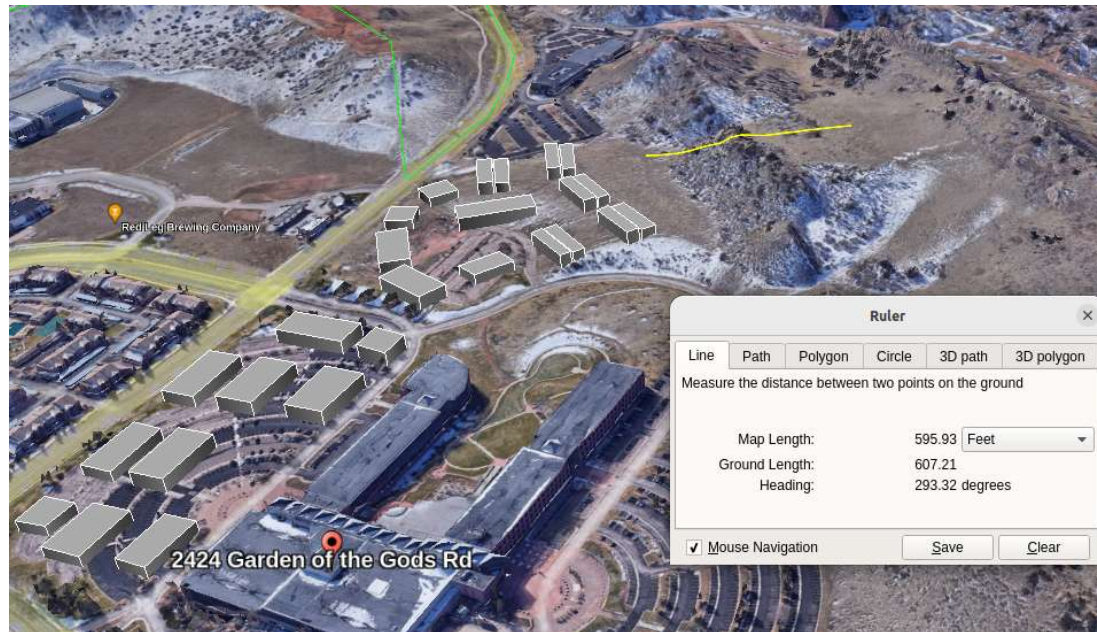 RediLeg Brewing Company
2424 Garden of the Gods Rd
Ruler
Line Path Polygon Circle 3D path 3D polygon
Measure the distance between two points on the ground
Map Length: 595.93 Feet
Ground Length: 607.21
Heading: 293.32 degrees
Mouse Navigation Save Clear